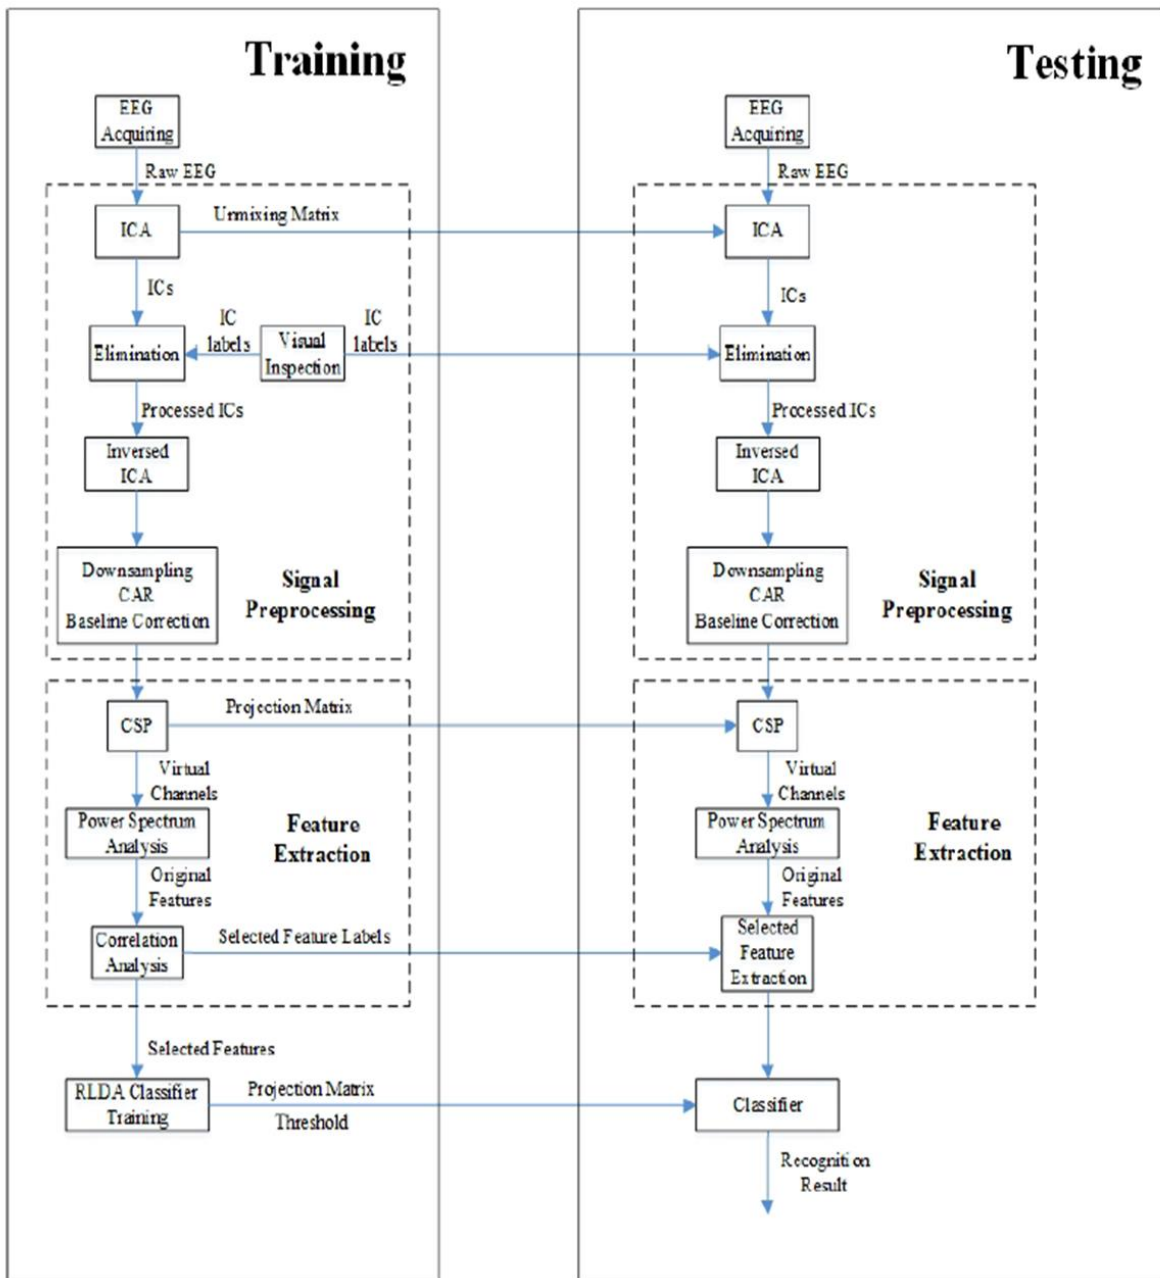 Training
EEG
Acquiring
Raw EEG
ICA
Unmixing Matrix
ICs
Elimination
IC
labels
Visual
Inspection
IC
labels
Processed ICs
Inversed
ICA
Downsampling
CAR
Baseline Correction
Signal
Preprocessing
CSP
Projection Matrix
Virtual
Channels
Power Spectrum
Analysis
Feature
Extraction
Original
Features
Correlation
Analysis
Selected Feature Labels
Selected Features
RLDA Classifier
Training
Projection Matrix
Threshold
Testing
EEG
Acquiring
Raw EEG
ICA
ICs
Elimination
Processed ICs
Inversed
ICA
Downsampling
CAR
Baseline Correction
Signal
Preprocessing
CSP
Virtual
Channels
Power Spectrum
Analysis
Feature
Extraction
Original
Features
Selected
Feature
Extraction
Classifier
Recognition
Result